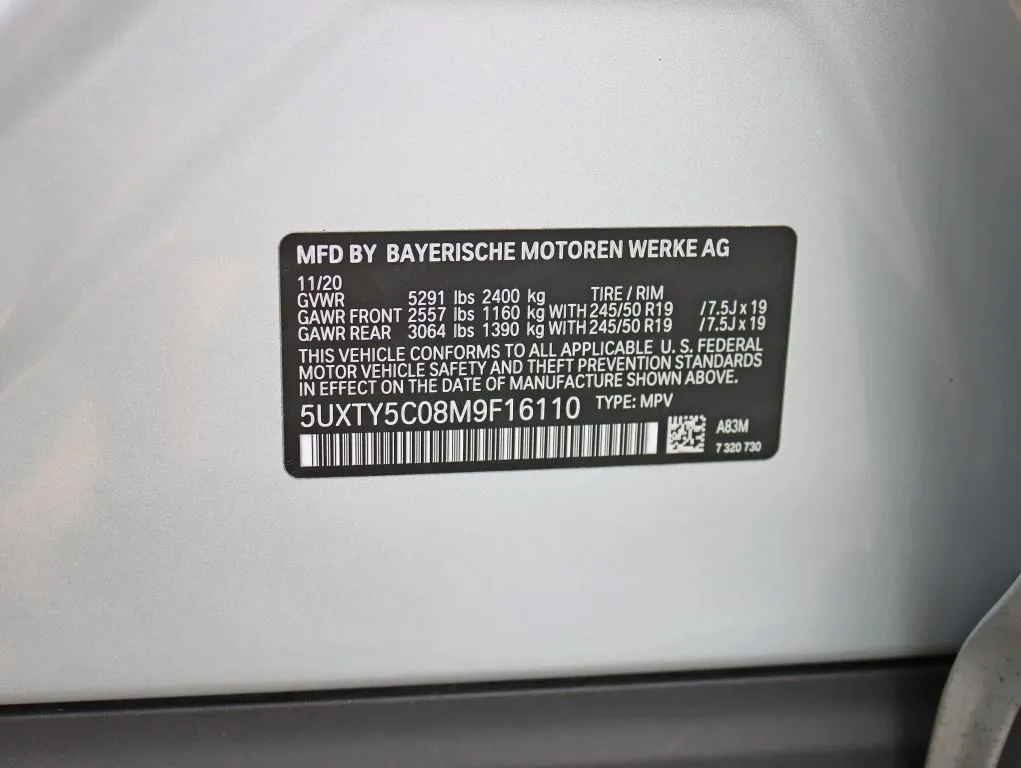 MFD BY BAYERISCHE MOTOREN WERKE AG
11/20 TIRE / RIM
GVWR 5291 lbs 2400 kg
GAWR FRONT 2557 lbs 1160 kg WITH 245/50 R19 / 7.5J x 19
GAWR REAR 3064 lbs 1390 kg WITH 245/50 R19 / 7.5J x 19
THIS VEHICLE CONFORMS TO ALL APPLICABLE U. S. FEDERAL
MOTOR VEHICLE SAFETY AND THEFT PREVENTION STANDARDS
IN EFFECT ON THE DATE OF MANUFACTURE SHOWN ABOVE.
5UXTY5C08M9F16110 TYPE: MPV
A83M
7 320 730